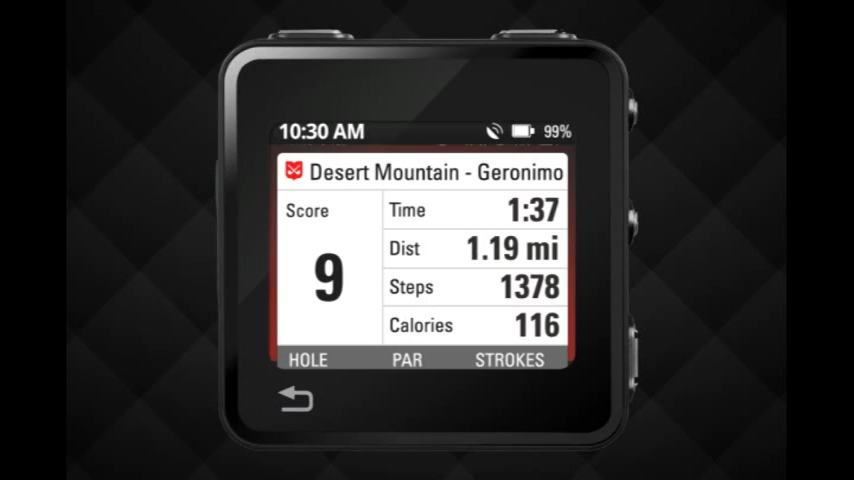 10:30 AM 99%
Desert Mountain - Geronimo
Score
9
Time 1:37
Dist 1.19 mi
Steps 1378
Calories 116
HOLE PAR STROKES